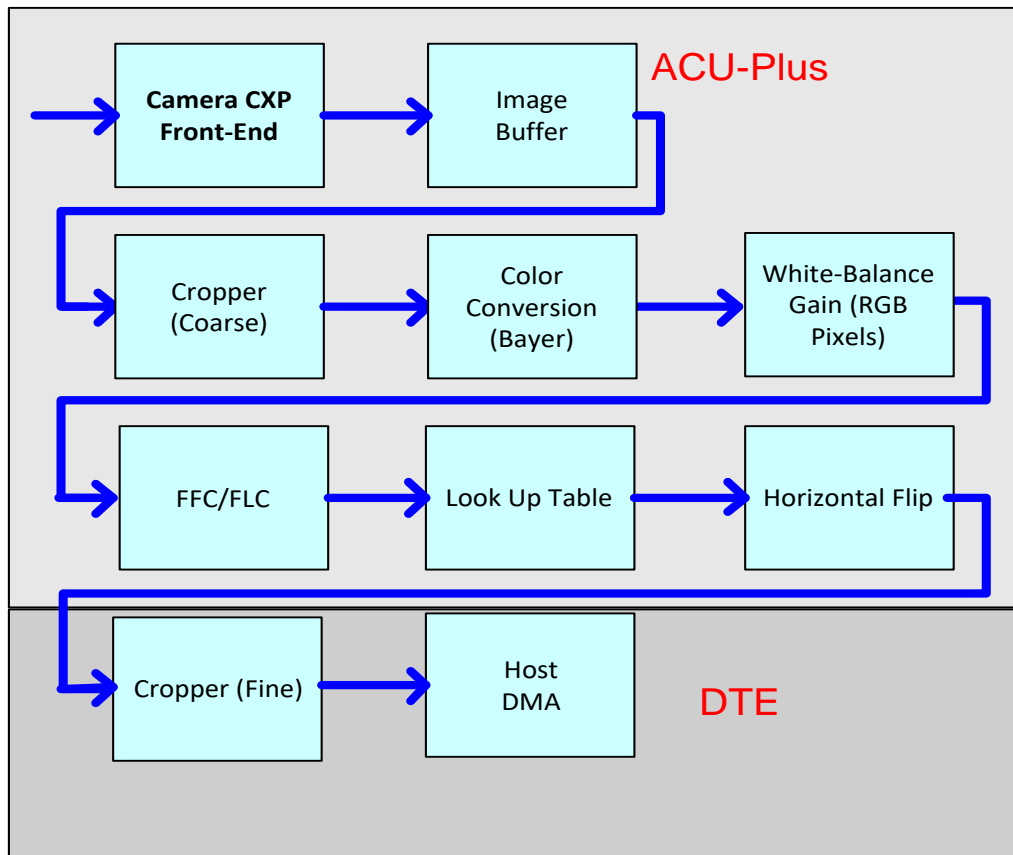 ACU-Plus
Camera CXP
Front-End
Image
Buffer
Cropper
(Coarse)
Color
Conversion
(Bayer)
White-Balance
Gain (RGB
Pixels)
FFC/FLC
Look Up Table
Horizontal Flip
Cropper (Fine)
Host
DMA
DTE